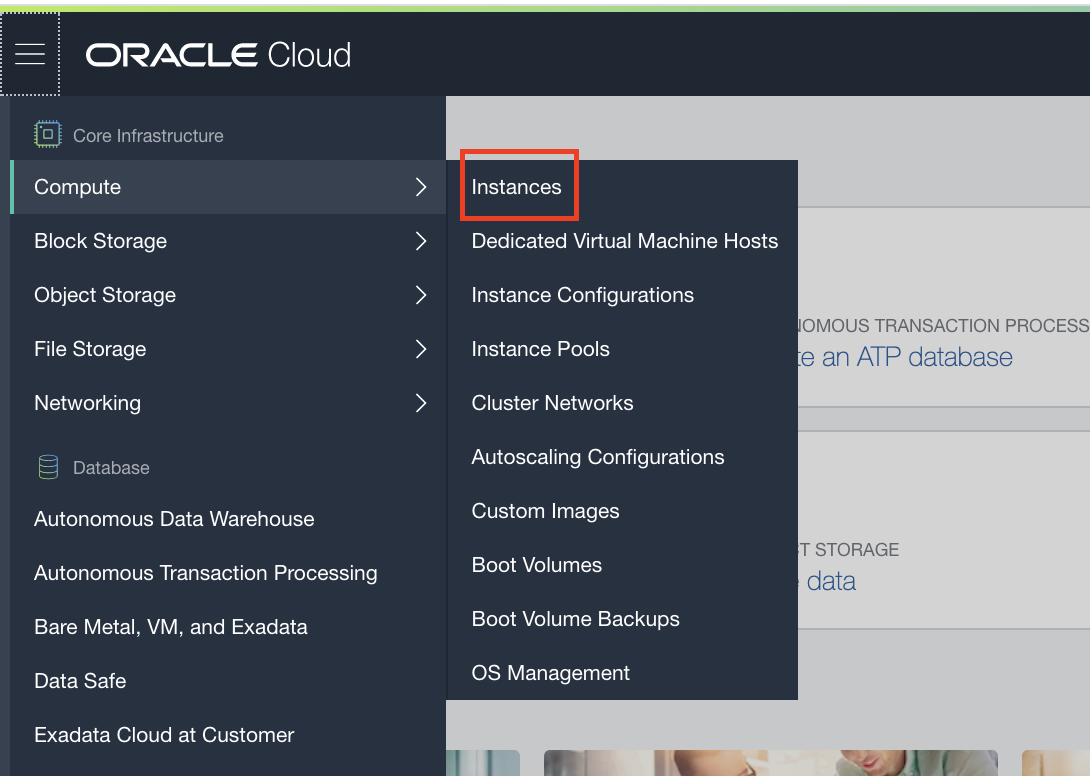 ORACLE Cloud
Core Infrastructure
Compute
Block Storage
Object Storage
File Storage
Networking
Database
Autonomous Data Warehouse
Autonomous Transaction Processing
Bare Metal, VM, and Exadata
Data Safe
Exadata Cloud at Customer
Instances
Dedicated Virtual Machine Hosts
Instance Configurations
Instance Pools
Cluster Networks
Autoscaling Configurations
Custom Images
Boot Volumes
Boot Volume Backups
OS Management
TRANSACTION PROCESS
an ATP database
STORAGE
data